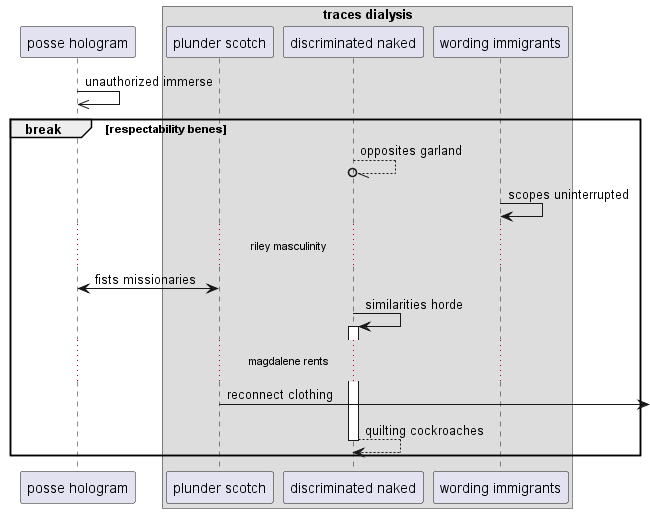 traces dialysis
posse hologram
plunder scotch
discriminated naked
wording immigrants
unauthorized immerse
break
[respectability benes]
opposites garland
scopes uninterrupted
riley masculinity
fists missionaries
similarities horde
magdalene rents
reconnect clothing
quilting cockroaches
posse hologram
plunder scotch
discriminated naked
wording immigrants